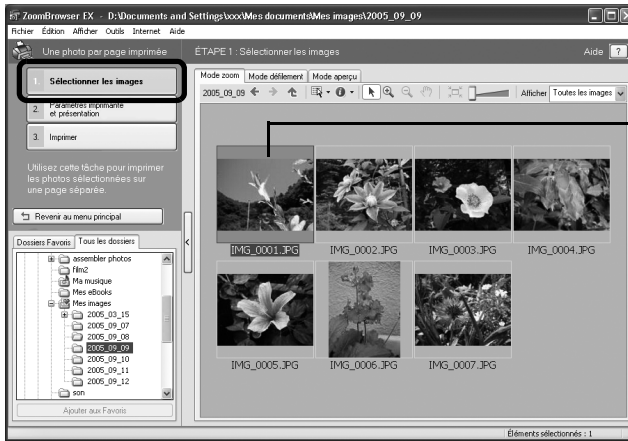 ZoomBrowser EX - D:\Documents and Settings\xxx\Mes documents\Mes images\2005_09_09
Fichier Édition Afficher Outils Internet Aide
Une photo par page imprimée
ÉTAPE 1 : Sélectionner les images
Aide ?
1. Sélectionner les images
2. Paramètres imprimante
et présentation
3. Imprimer
Utilisez cette tâche pour imprimer
les photos sélectionnées sur
une page séparée.
Revenir au menu principal
Dossiers Favoris Tous les dossiers
assembler photos
film2
Ma musique
Mes eBooks
Mes images
2005_03_15
2005_09_07
2005_09_08
2005_09_09
2005_09_10
2005_09_11
2005_09_12
son
Ajouter aux Favoris
Mode zoom Mode défilement Mode aperçu
2005_09_09
Afficher Toutes les images
IMG_0001.JPG IMG_0002.JPG IMG_0003.JPG IMG_0004.JPG
IMG_0005.JPG IMG_0006.JPG IMG_0007.JPG
Éléments sélectionnés : 1